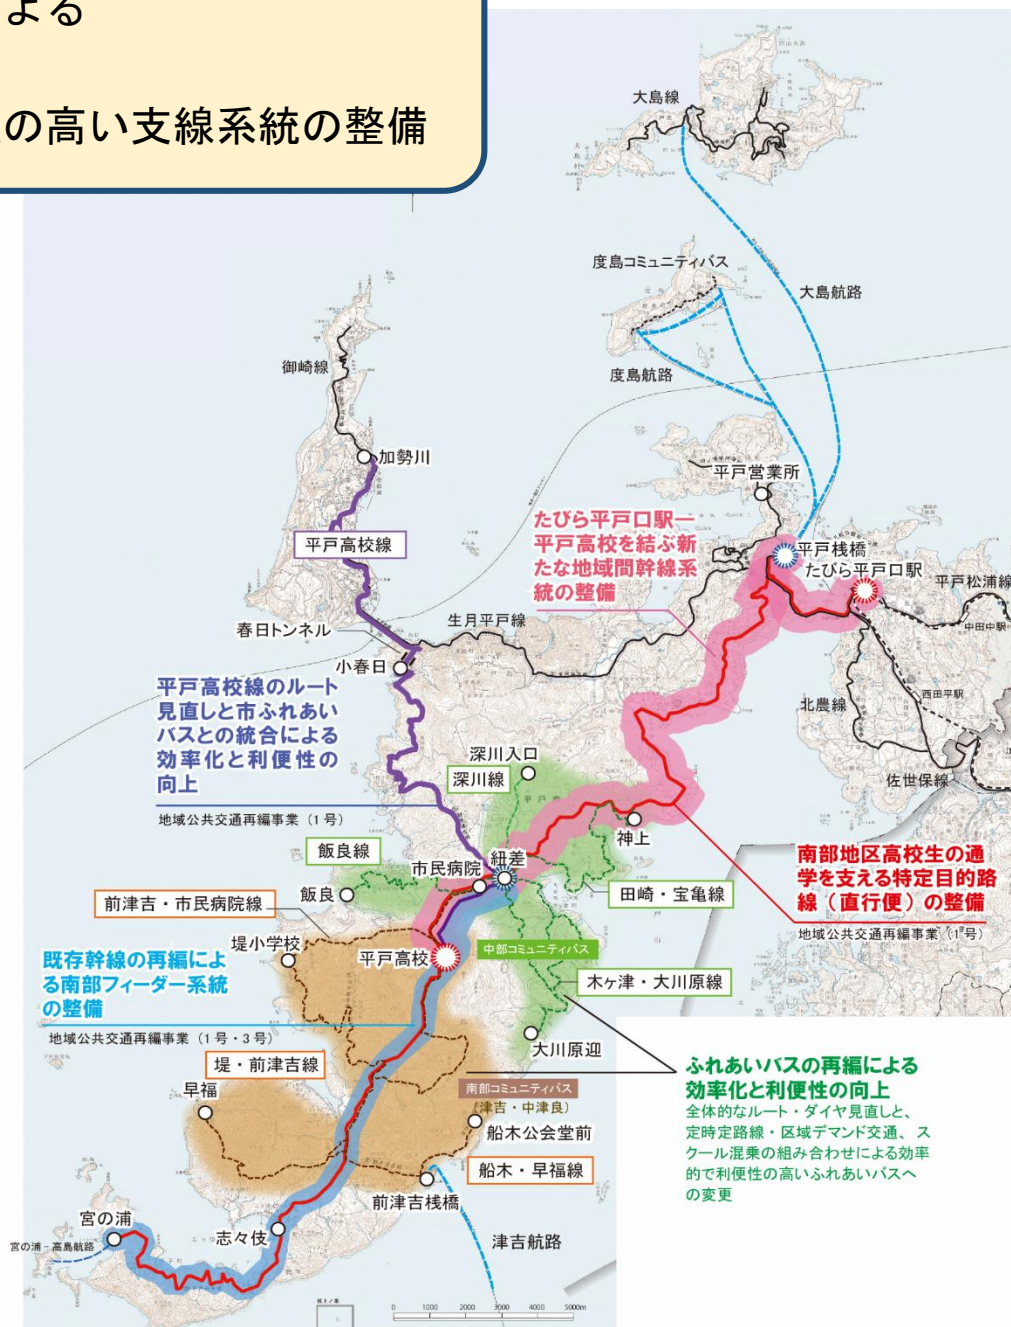 よる
の高い支線系統の整備
大島線
度島コミュニティバス
大島航路
度島航路
御崎線
加勢川
平戸営業所
平戸高校線
たびら平戸口駅ー
平戸高校を結ぶ新
たな地域間幹線系
統の整備
平戸桟橋
たびら平戸口駅
平戸松浦線
中田中駅
生月平戸線
春日トンネル
小春日
西田平駅
北農線
佐世保線
平戸高校線のルート
見直しと市ふれあい
バスとの統合による
効率化と利便性の
向上
地域公共交通再編事業（1号）
深川入口
深川線
神上
飯良線
市民病院
紐差
飯良
田崎・宝亀線
南部地区高校生の通
学を支える特定目的路
線（直行便）の整備
地域公共交通再編事業（1号）
前津吉・市民病院線
堤小学校
平戸高校
中部コミュニティバス
木ヶ津・大川原線
既存幹線の再編によ
る南部フィーダー系統
の整備
地域公共交通再編事業（1号・3号）
大川原迎
堤・前津吉線
早福
南部コミュニティバス
（津吉・中津良）
船木公会堂前
船木・早福線
前津吉桟橋
ふれあいバスの再編による
効率化と利便性の向上
全体的なルート・ダイヤ見直しと、
定時定路線・区域デマンド交通、ス
クール混乗の組み合わせによる効率
的で利便性の高いふれあいバスへ
の変更
宮の浦
志々伎
宮の浦－高島航路
津吉航路
0 1000 2000 3000 4000 5000m